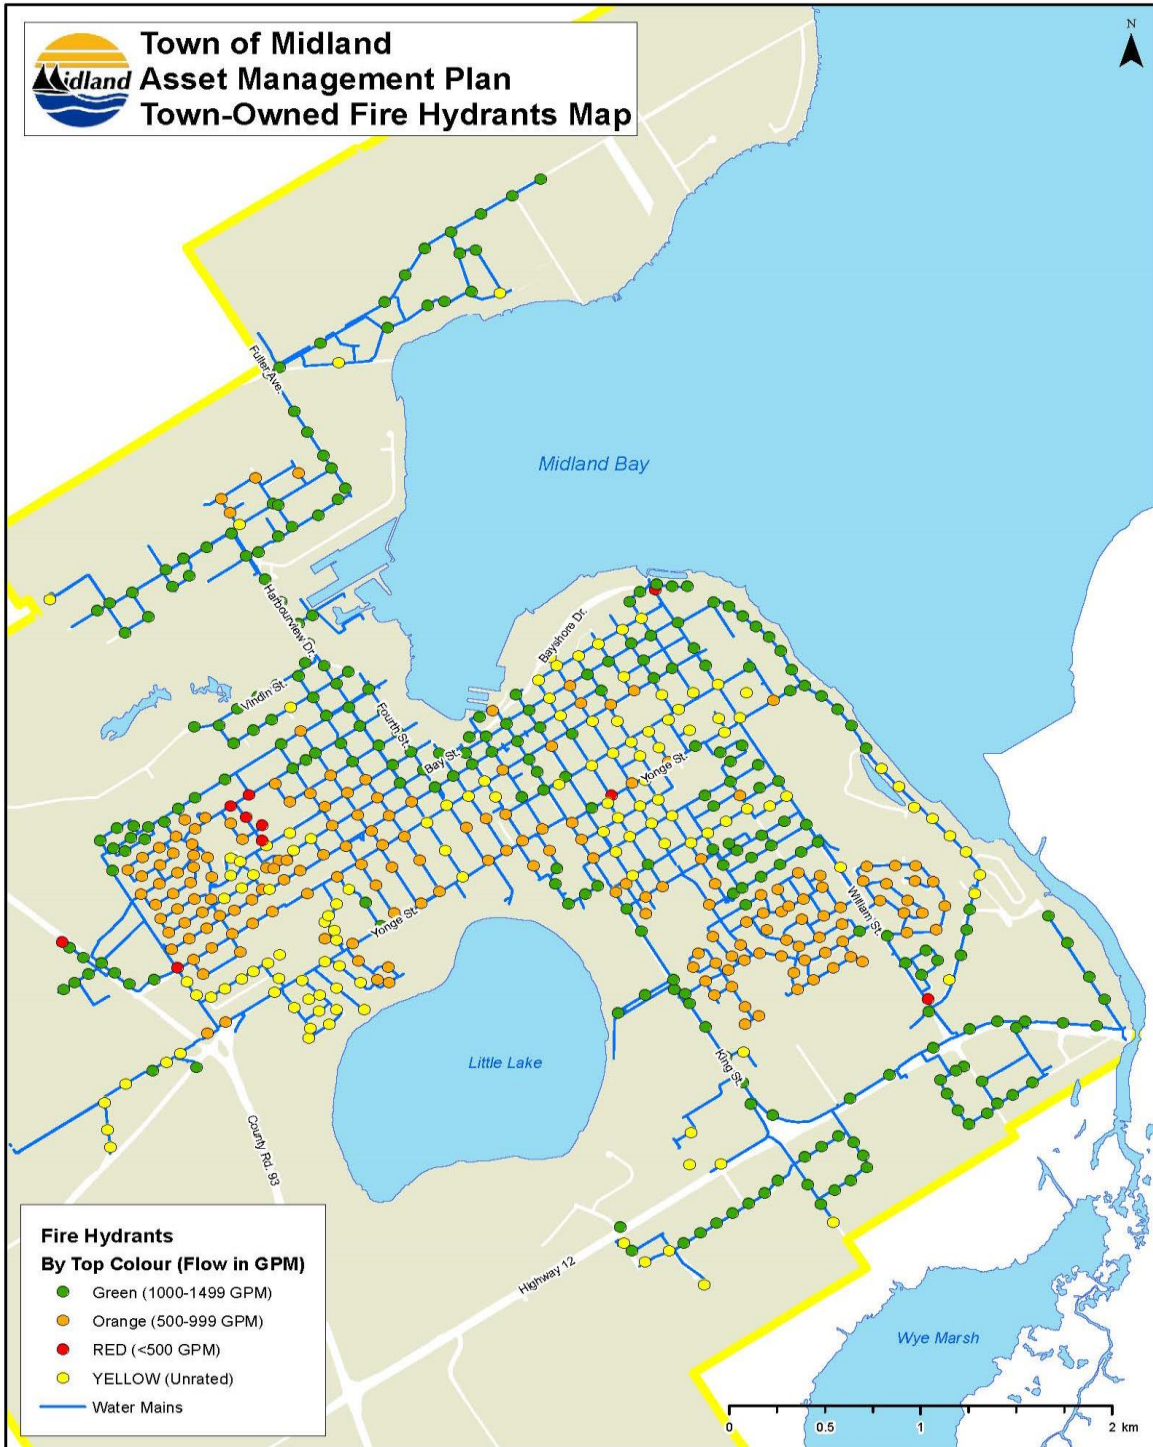 Midland
Town of Midland
Asset Management Plan
Town-Owned Fire Hydrants Map
N
Fuller Ave.
Midland Bay
Harbourview Dr.
Bayshore Dr.
Vindin St.
Fourth St.
Bay St.
Yonge St.
William St.
Yonge St.
Little Lake
King St.
County Rd. 93
Highway 12
Wye Marsh
Fire Hydrants
By Top Colour (Flow in GPM)
Green (1000-1499 GPM)
Orange (500-999 GPM)
RED (<500 GPM)
YELLOW (Unrated)
Water Mains
0 0.5 1 2 km